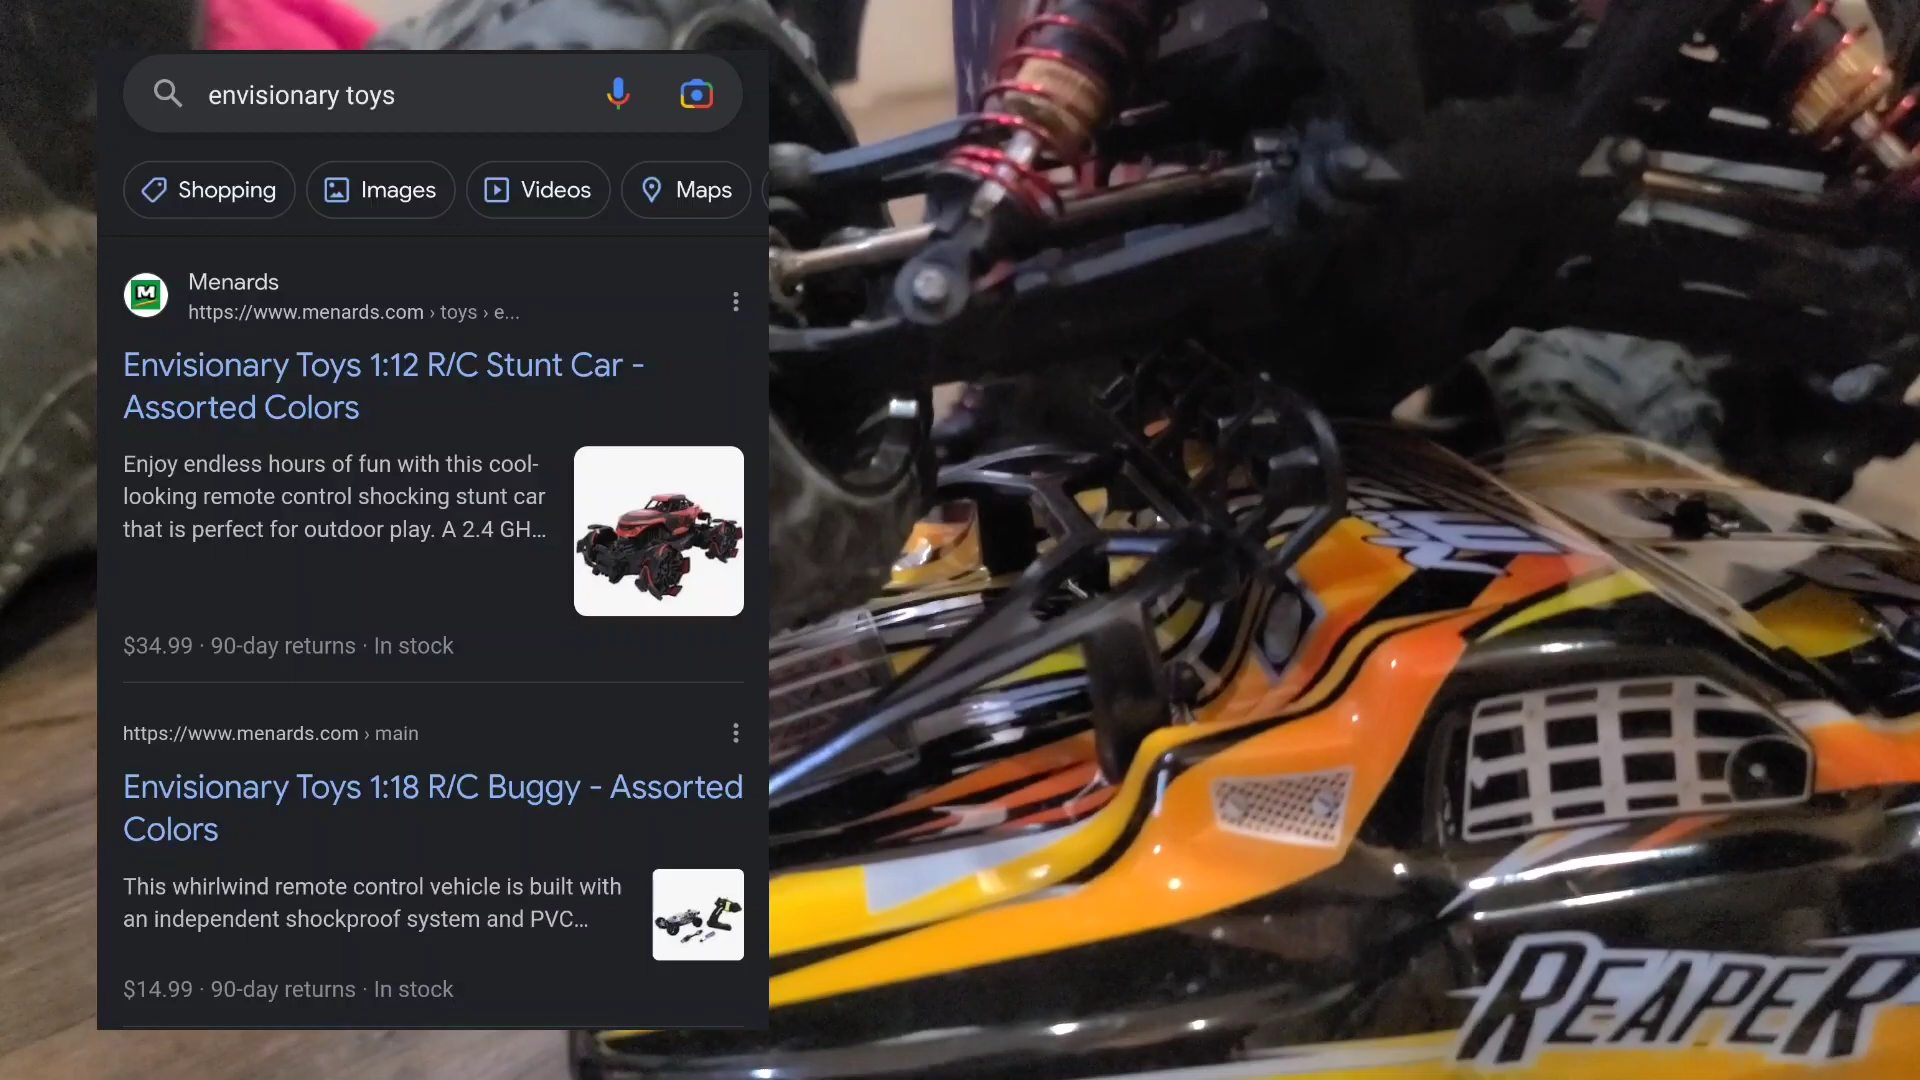 envisionary toys
Shopping
Images
Videos
Maps
Menards
https://www.menards.com › toys › e...
Envisionary Toys 1:12 R/C Stunt Car -
Assorted Colors
Enjoy endless hours of fun with this cool-
looking remote control shocking stunt car
that is perfect for outdoor play. A 2.4 GH...
$34.99 · 90-day returns · In stock
https://www.menards.com › main
Envisionary Toys 1:18 R/C Buggy - Assorted
Colors
This whirlwind remote control vehicle is built with
an independent shockproof system and PVC...
$14.99 · 90-day returns · In stock
REAPER